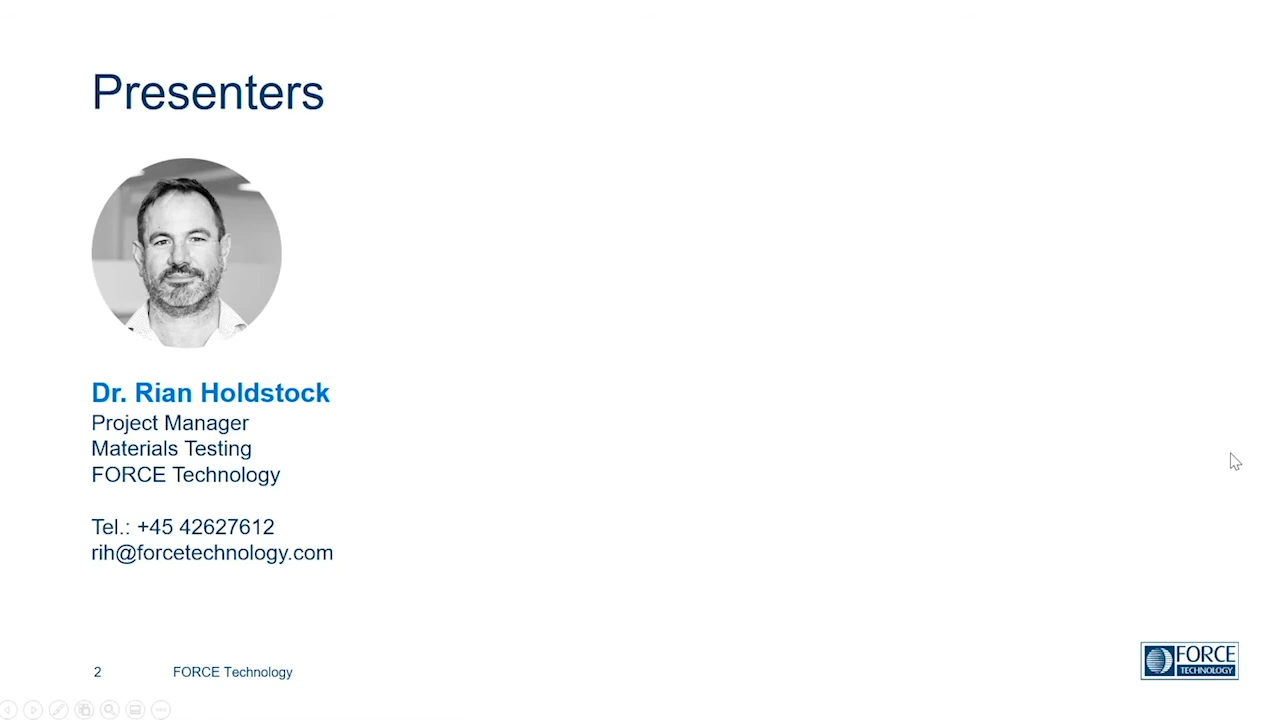 Presenters
Dr. Rian Holdstock
Project Manager
Materials Testing
FORCE Technology
Tel.: +45 42627612
rih@forcetechnology.com
2 FORCE Technology
FORCE
TECHNOLOGY